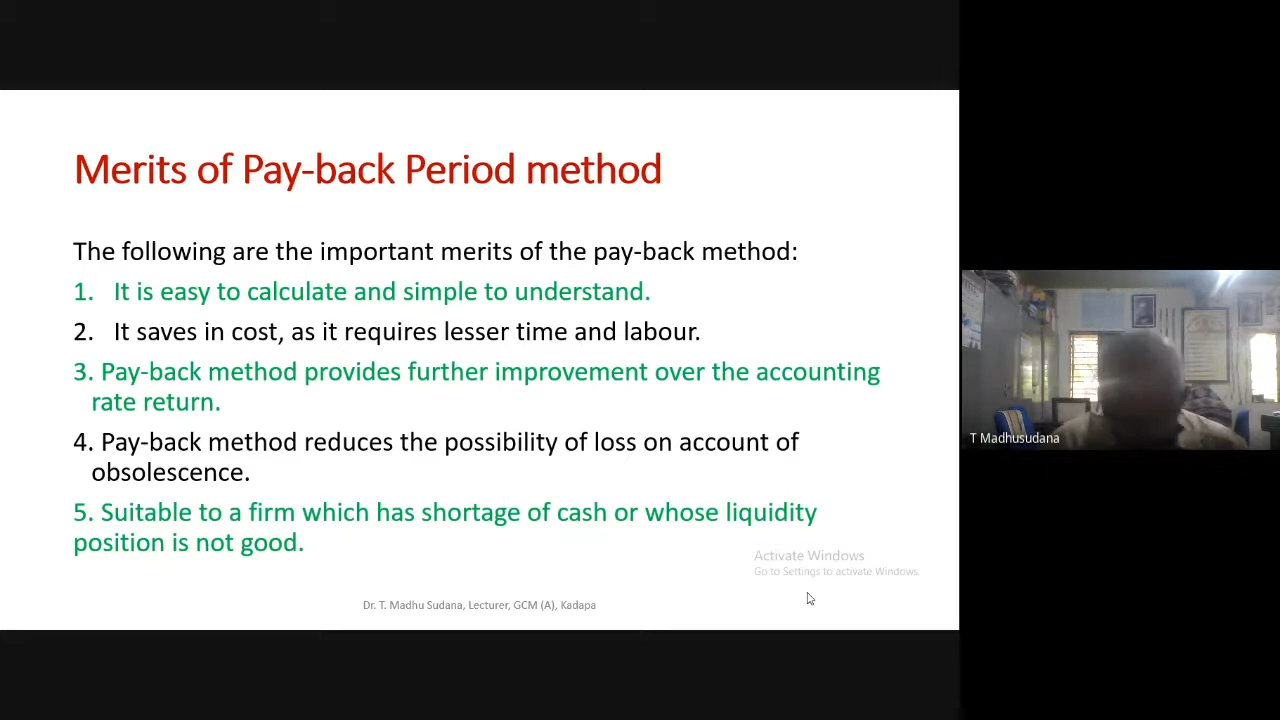 Merits of Pay-back Period method
The following are the important merits of the pay-back method:
1. It is easy to calculate and simple to understand.
2. It saves in cost, as it requires lesser time and labour.
3. Pay-back method provides further improvement over the accounting
rate return.
4. Pay-back method reduces the possibility of loss on account of
obsolescence.
5. Suitable to a firm which has shortage of cash or whose liquidity
position is not good.
Activate Windows
Go to Settings to activate Windows.
Dr. T. Madhu Sudana, Lecturer, GCM (A), Kadapa
T Madhusudana